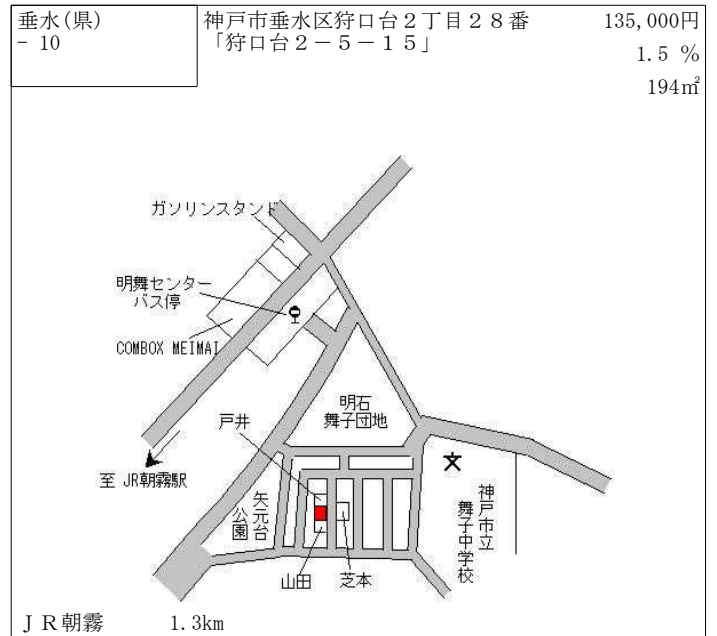 垂水(県)
- 10
神戸市垂水区狩口台２丁目２８番
「狩口台２－５－１５」
135,000円
1.5 %
194㎡
ガソリンスタンド
明舞センター
バス停
COMBOX MEIMAI
明石
舞子団地
戸井
至 JR朝霧駅
矢元台
公園
神戸市立
舞子中学校
山田
芝本
ＪＲ朝霧 1.3km